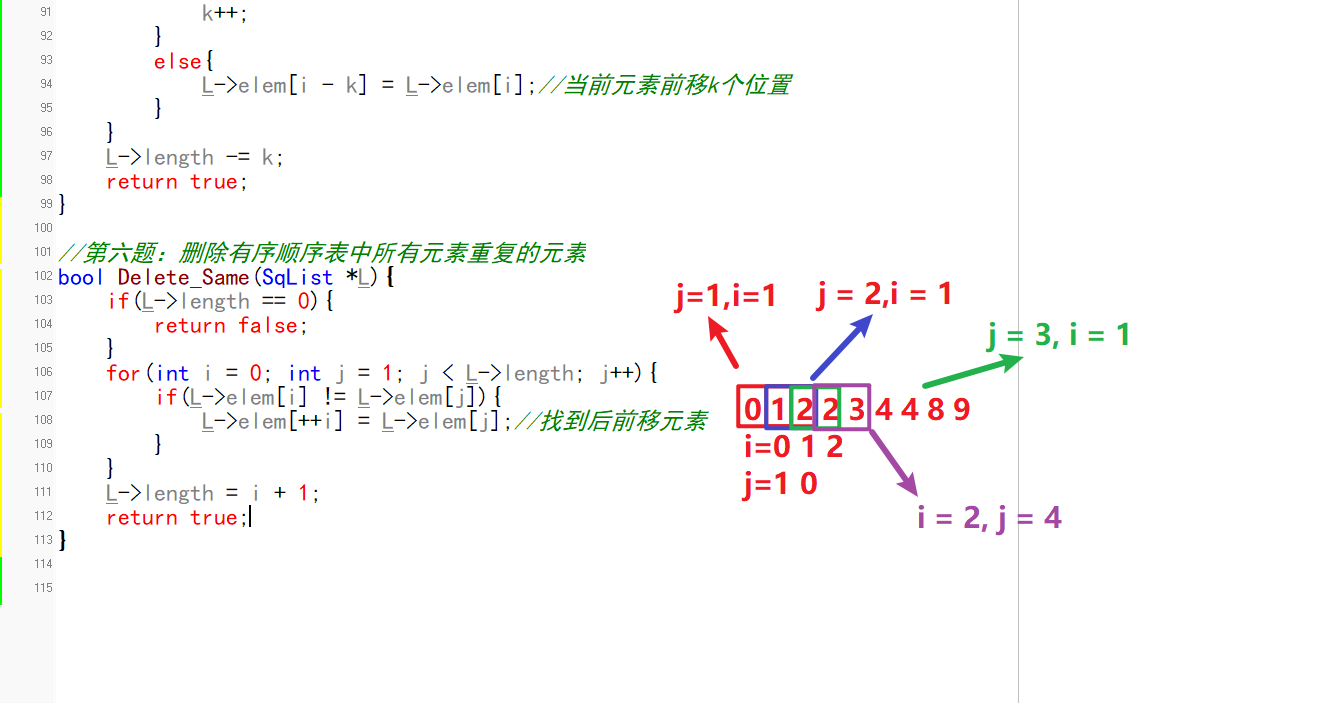 91 k++;
92 }
93 else{
94 L->elem[i - k] = L->elem[i];//当前元素前移k个位置
95 }
96 }
97 L->length -= k;
98 return true;
99 }
100
101 //第六题：删除有序顺序表中所有元素重复的元素
102 bool Delete_Same(SqList *L){
103 if(L->length == 0){
104 return false;
105 }
106 for(int i = 0; int j = 1; j < L->length; j++){
107 if(L->elem[i] != L->elem[j]){
108 L->elem[++i] = L->elem[j];//找到后前移元素
109 }
110 }
111 L->length = i + 1;
112 return true;
113 }
114
115
j=1,i=1
j = 2,i = 1
j = 3, i = 1
0 1 2 2 3 4 4 8 9
i=0 1 2
j=1 0
i = 2, j = 4